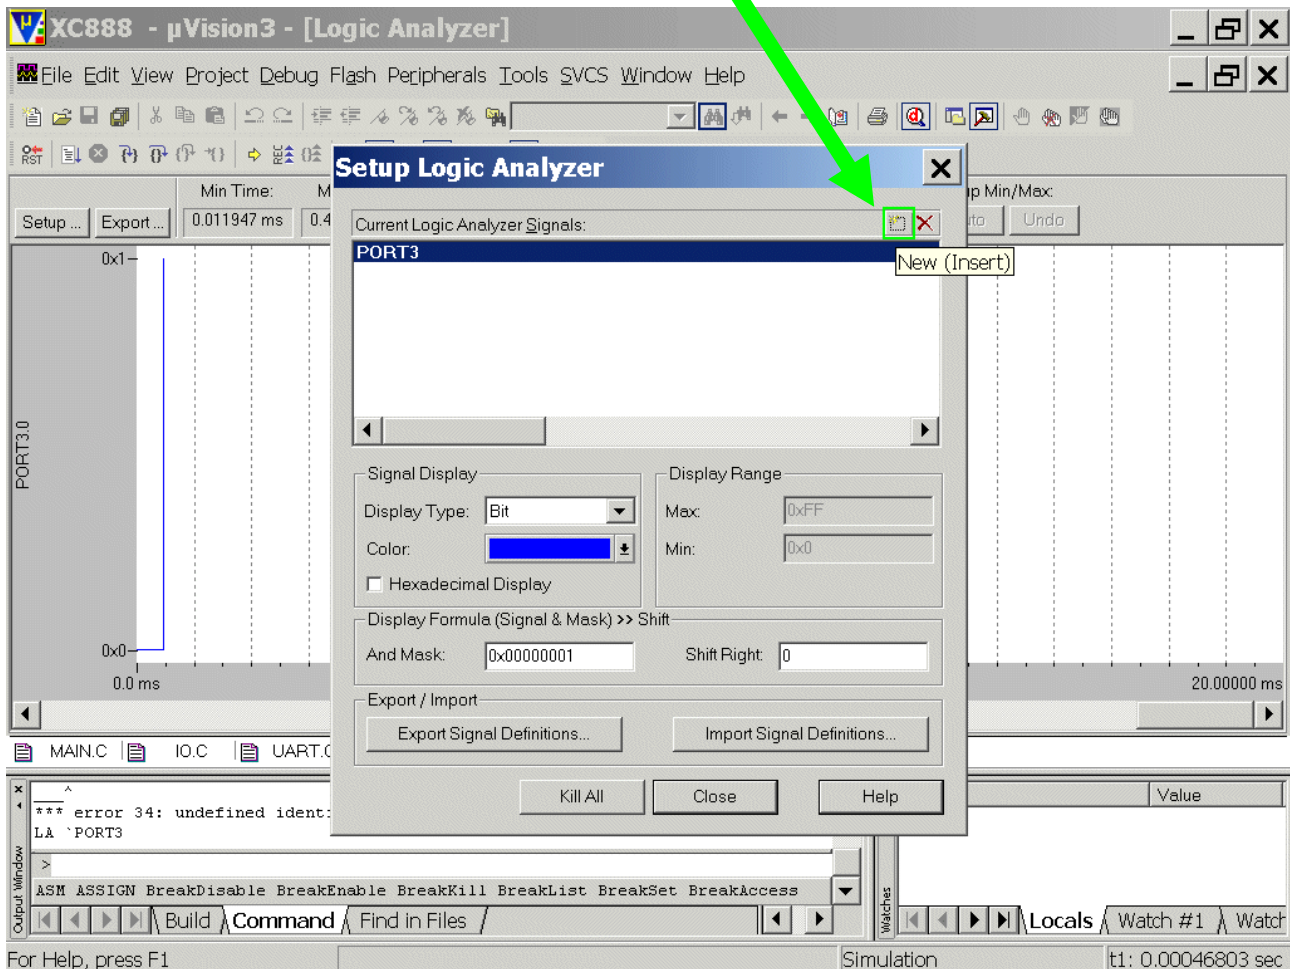 XC888 - µVision3 - [Logic Analyzer]
File Edit View Project Debug Flash Peripherals Tools SVCS Window Help
RST
Setup Logic Analyzer
Min Time:
Setup ...
Export...
0.011947 ms
0.4
Undo
Current Logic Analyzer Signals:
PORT3
New (Insert)
0x1
PORT3.0
0x0
0.0 ms
20.00000 ms
Signal Display
Display Type:
Bit
Color:
Hexadecimal Display
Display Range
Max:
0xFF
Min:
0x0
Display Formula (Signal & Mask) >> Shift
And Mask:
0x00000001
Shift Right:
0
Export / Import
Export Signal Definitions...
Import Signal Definitions...
Kill All
Close
Help
MAIN.C
IO.C
UART.C
*** error 34: undefined identi
LA `PORT3
>
ASM ASSIGN BreakDisable BreakEnable BreakKill BreakList BreakSet BreakAccess
Output Window
Build
Command
Find in Files
Value
Watches
Locals
Watch #1
Watch
For Help, press F1
Simulation
t1: 0.00046803 sec